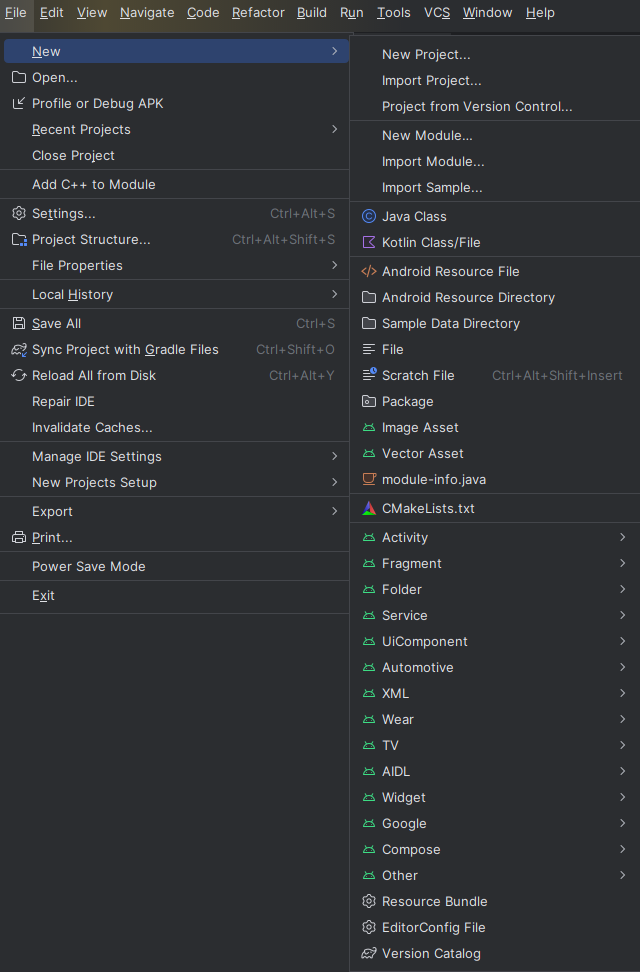 File Edit View Navigate Code Refactor Build Run Tools VCS Window Help
New
Open...
Profile or Debug APK
Recent Projects
Close Project
Add C++ to Module
Settings... Ctrl+Alt+S
Project Structure... Ctrl+Alt+Shift+S
File Properties
Local History
Save All Ctrl+S
Sync Project with Gradle Files Ctrl+Shift+O
Reload All from Disk Ctrl+Alt+Y
Repair IDE
Invalidate Caches...
Manage IDE Settings
New Projects Setup
Export
Print...
Power Save Mode
Exit
New Project...
Import Project...
Project from Version Control...
New Module...
Import Module...
Import Sample...
Java Class
Kotlin Class/File
Android Resource File
Android Resource Directory
Sample Data Directory
File
Scratch File Ctrl+Alt+Shift+Insert
Package
Image Asset
Vector Asset
module-info.java
CMakeLists.txt
Activity
Fragment
Folder
Service
UiComponent
Automotive
XML
Wear
TV
AIDL
Widget
Google
Compose
Other
Resource Bundle
EditorConfig File
Version Catalog